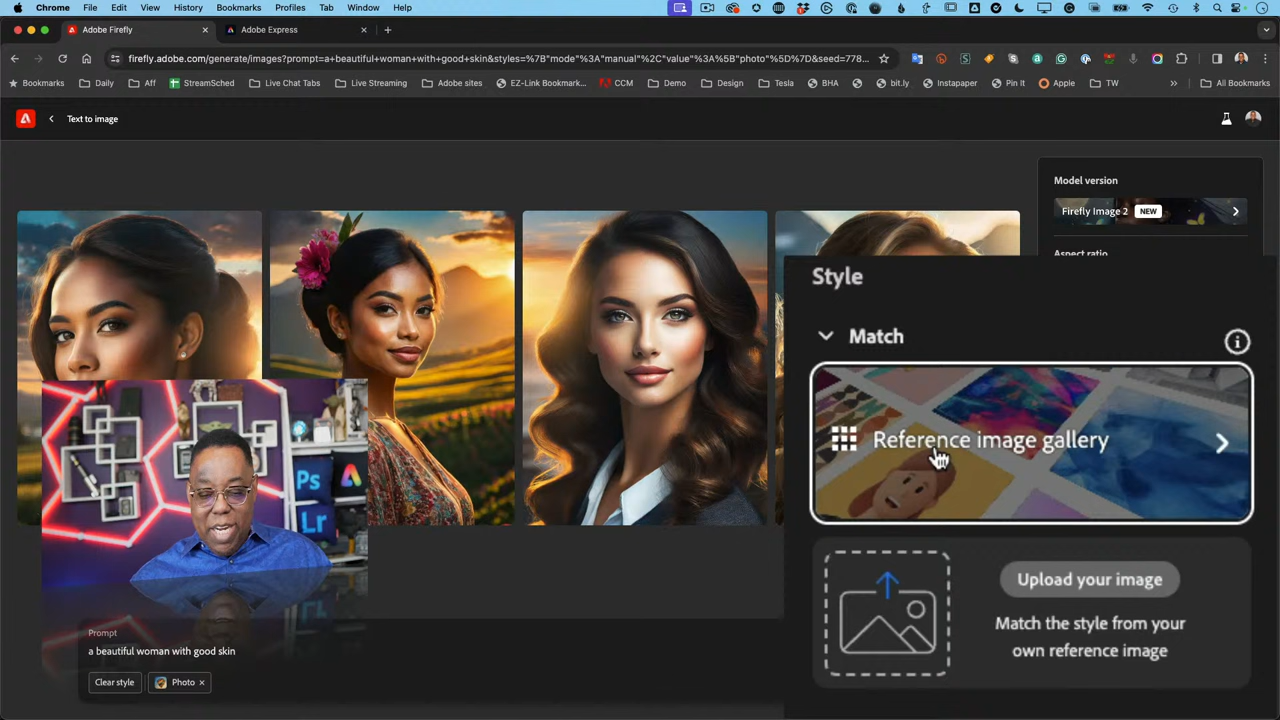 Chrome File Edit View History Bookmarks Profiles Tab Window Help
Adobe Firefly
Adobe Express
firefly.adobe.com/generate/images?prompt=a+beautiful+woman+with+good+skin&styles=%7B"mode"%3A"manual"%2C"value"%3A%5B"photo"%5D%7D&seed=778...
Bookmarks Daily Aff StreamSched Live Chat Tabs Live Streaming Adobe sites EZ-Link Bookmark... CCM Demo Design Tesla BHA bit.ly Instapaper Pin It Apple TW All Bookmarks
Text to image
Model version
Firefly Image 2 NEW
Aspect ratio
Style
Match
Reference image gallery
Upload your image
Match the style from your
own reference image
Ps
Lr
Prompt
a beautiful woman with good skin
Clear style
Photo